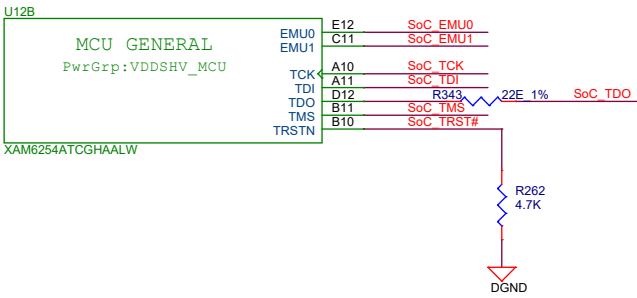 U12B
MCU GENERAL
PwrGrp:VDDSHV_MCU
EMU0 E12 SoC_EMU0
EMU1 C11 SoC_EMU1
TCK A10 SoC_TCK
TDI A11 SoC_TDI
TDO D12 R343 22E_1% SoC_TDO
TMS B11 SoC_TMS
TRSTN B10 SoC_TRST#
XAM6254ATCGHAALW
R262
4.7K
DGND